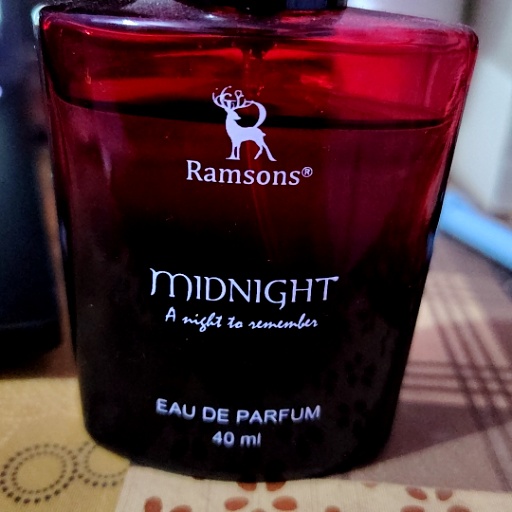 Ramsons®
MIDNIGHT
A night to remember
EAU DE PARFUM
40 ml